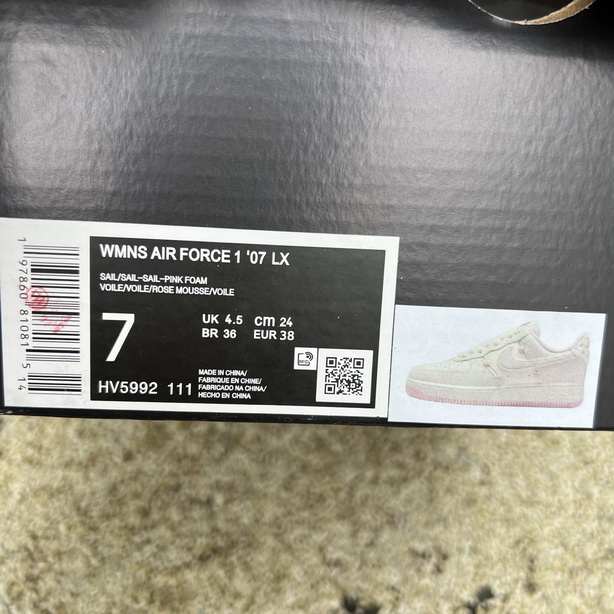 WMNS AIR FORCE 1 '07 LX
SAIL/SAIL-SAIL-PINK FOAM
VOILE/VOILE/ROSE MOUSSE/VOILE
7
UK 4.5 cm 24
BR 36 EUR 38
HV5992 111
MADE IN CHINA/
FABRIQUE EN CHINE/
FABRICADO NA CHINA/
HECHO EN CHINA
1 97860 81081 5 14